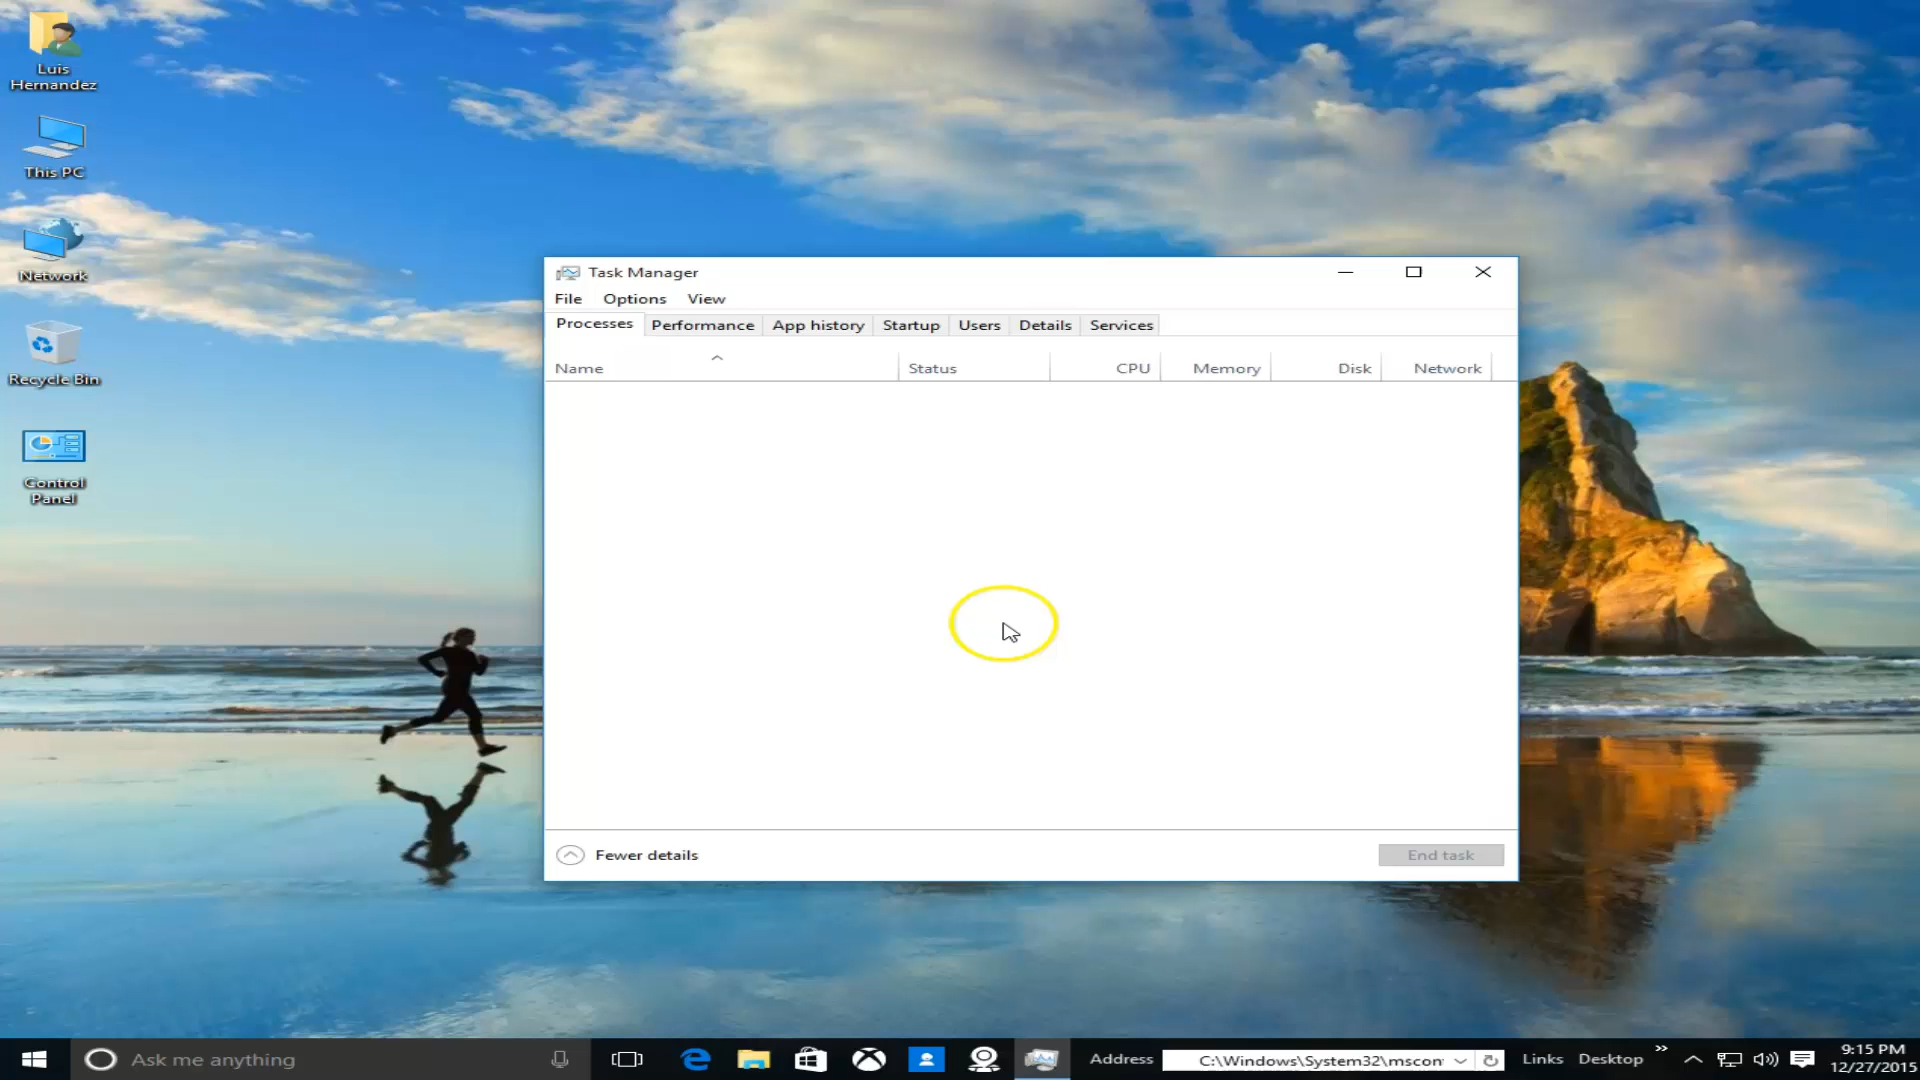 Luis
Hernandez
This PC
Network
Recycle Bin
Control
Panel
Task Manager
File Options View
Processes Performance App history Startup Users Details Services
Name Status CPU Memory Disk Network
Fewer details
End task
Ask me anything
Address
C:\Windows\System32\mscon
Links
Desktop
9:15 PM
12/27/2015